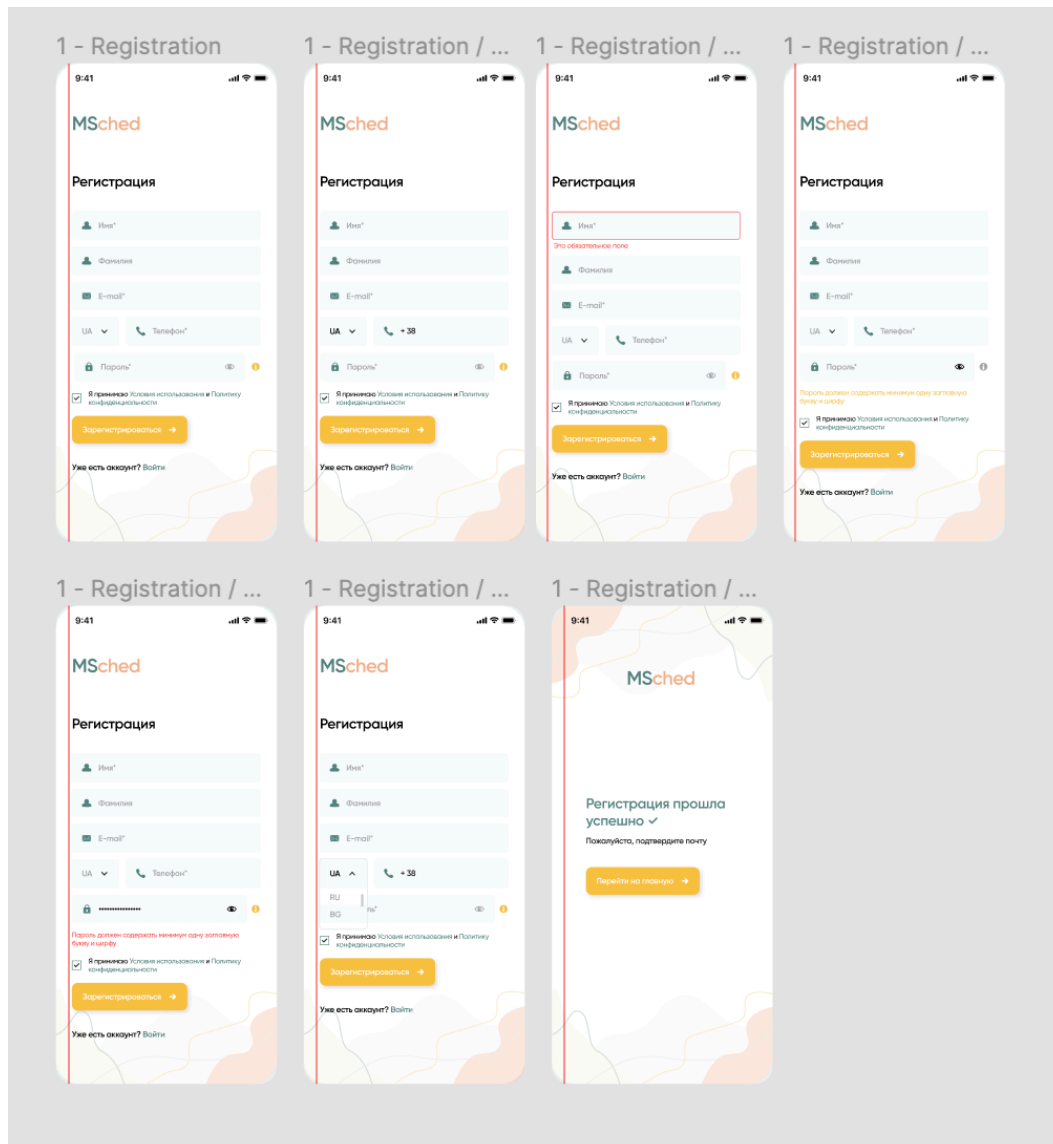 1 - Registration
9:41
MSched
Регистрация
Имя*
Фамилия
E-mail*
UA
Телефон*
Пароль*
Я принимаю Условия использования и Политику
конфиденциальности
Зарегистрироваться
Уже есть аккаунт? Войти
1 - Registration / ...
9:41
MSched
Регистрация
Имя*
Фамилия
E-mail*
UA
+38
Пароль*
Я принимаю Условия использования и Политику
конфиденциальности
Зарегистрироваться
Уже есть аккаунт? Войти
1 - Registration / ...
9:41
MSched
Регистрация
Имя*
Это обязательное поле
Фамилия
E-mail*
UA
Телефон*
Пароль*
Я принимаю Условия использования и Политику
конфиденциальности
Зарегистрироваться
Уже есть аккаунт? Войти
1 - Registration / ...
9:41
MSched
Регистрация
Имя*
Фамилия
E-mail*
UA
Телефон*
Пароль*
Пароль должен содержать минимум одну заглавную
букву и цифру
Я принимаю Условия использования и Политику
конфиденциальности
Зарегистрироваться
Уже есть аккаунт? Войти
1 - Registration / ...
9:41
MSched
Регистрация
Имя*
Фамилия
E-mail*
UA
Телефон*
Пароль должен содержать минимум одну заглавную
букву и цифру
Я принимаю Условия использования и Политику
конфиденциальности
Зарегистрироваться
Уже есть аккаунт? Войти
1 - Registration / ...
9:41
MSched
Регистрация
Имя*
Фамилия
E-mail*
UA
+38
RU
BG
Я принимаю Условия использования и Политику
конфиденциальности
Зарегистрироваться
Уже есть аккаунт? Войти
1 - Registration / ...
9:41
MSched
Регистрация прошла
успешно ✓
Пожалуйста, подтвердите почту
Перейти на главную